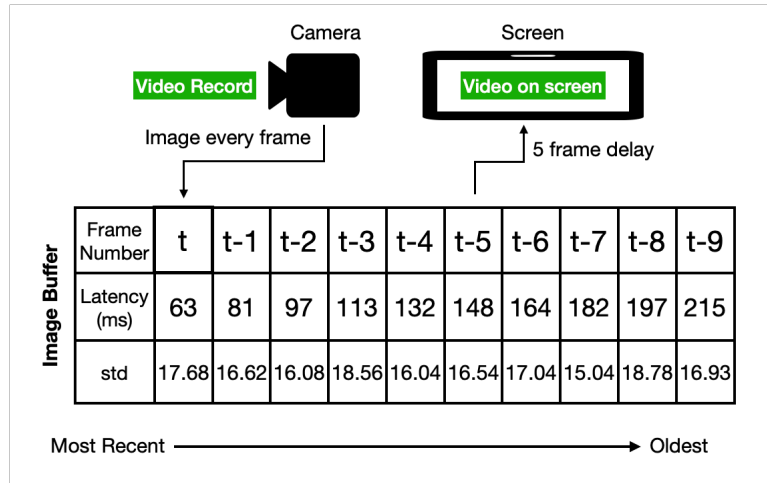 Camera
Screen
Video Record
Video on screen
Image every frame
5 frame delay
Image Buffer
Frame Number t t-1 t-2 t-3 t-4 t-5 t-6 t-7 t-8 t-9
Latency (ms) 63 81 97 113 132 148 164 182 197 215
std 17.68 16.62 16.08 18.56 16.04 16.54 17.04 15.04 18.78 16.93
Most Recent
Oldest